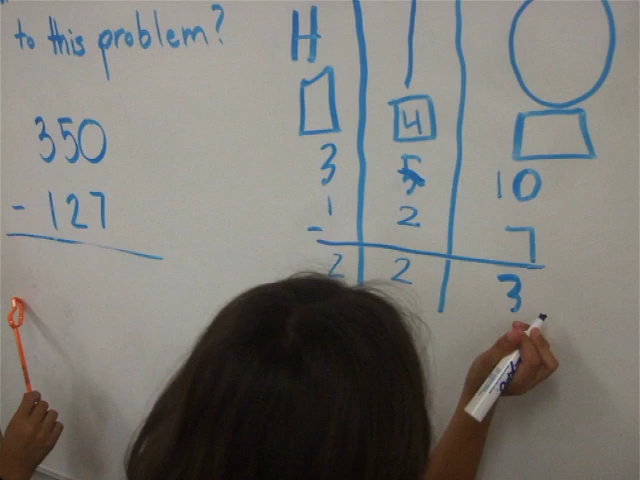 to this problem?
350
- 127
H
4
3 5 10
- 1 2 7
2 2 3